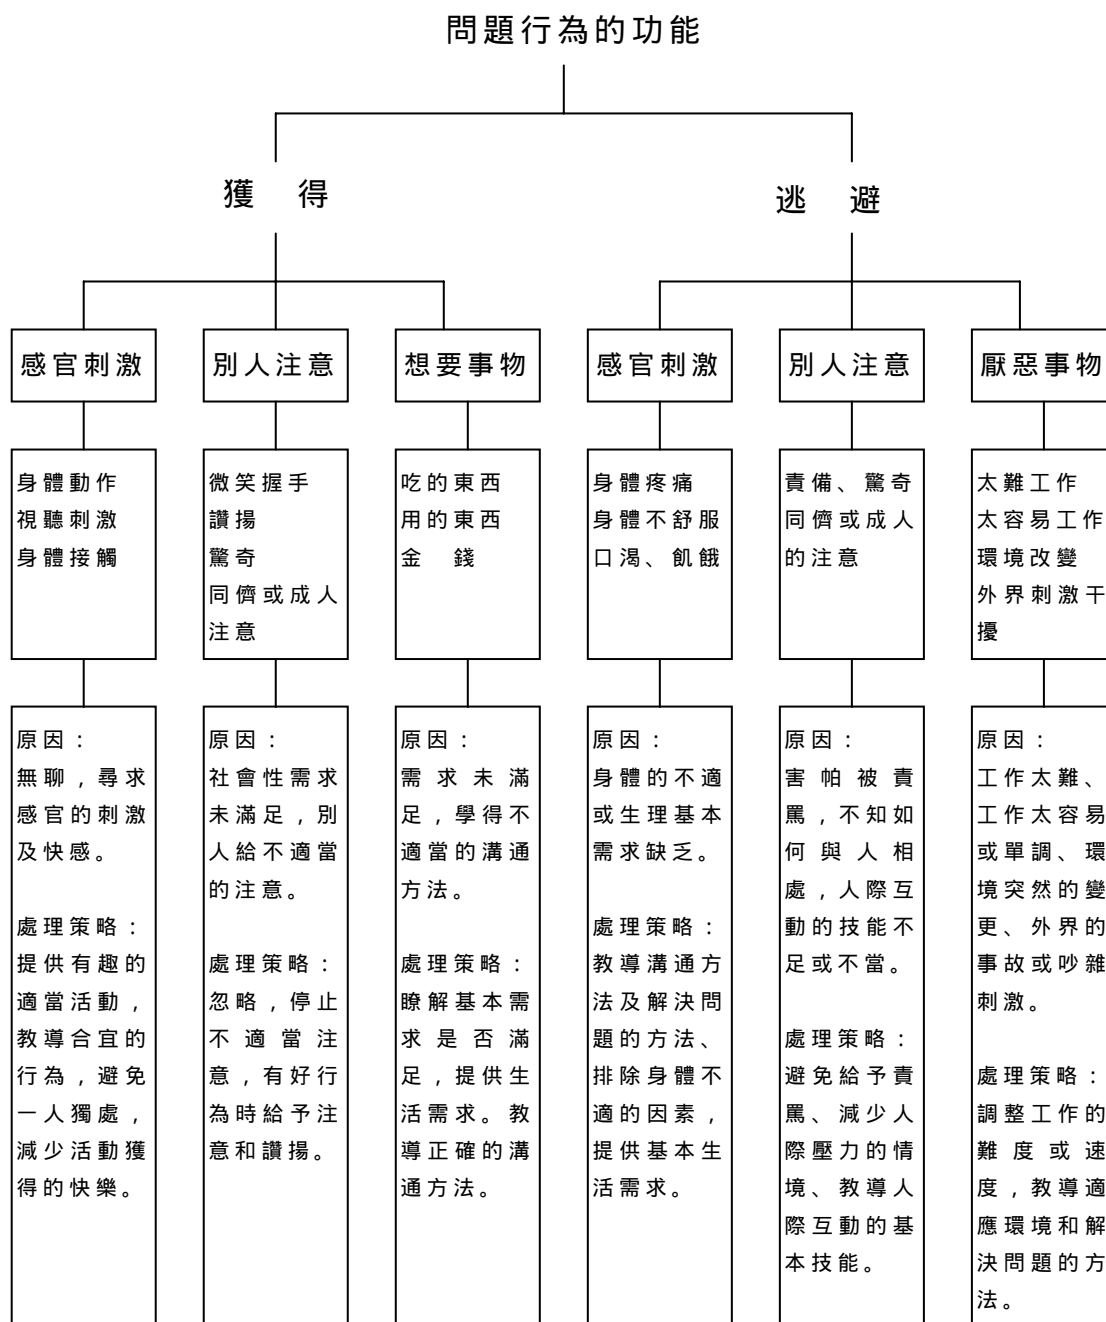 問題行為的功能
獲 得
逃 避
感官刺激
別人注意
想要事物
感官刺激
別人注意
厭惡事物
身體動作
視聽刺激
身體接觸
微笑握手
讚揚
驚奇
同儕或成人
注意
吃的東西
用的東西
金 錢
身體疼痛
身體不舒服
口渴、飢餓
責備、驚奇
同儕或成人
的注意
太難工作
太容易工作
環境改變
外界刺激干
擾
原因：
無聊，尋求
感官的刺激
及快感。
處理策略：
提供有趣的
適當活動，
教導合宜的
行為，避免
一人獨處，
減少活動獲
得的快樂。
原因：
社會性需求
未滿足，別
人給不適當
的注意。
處理策略：
忽略，停止
不適當注
意，有好行
為時給予注
意和讚揚。
原因：
需求未滿
足，學得不
適當的溝通
方法。
處理策略：
瞭解基本需
求是否滿
足，提供生
活需求。教
導正確的溝
通方法。
原因：
身體的不適
或生理基本
需求缺乏。
處理策略：
教導溝通方
法及解決問
題的方法、
排除身體不
適的因素，
提供基本生
活需求。
原因：
害帕被責
罵，不知如
何與人相
處，人際互
動的技能不
足或不當。
處理策略：
避免給予責
罵、減少人
際壓力的情
境、教導人
際互動的基
本技能。
原因：
工作太難、
工作太容易
或單調、環
境突然的變
更、外界的
事故或吵雜
刺激。
處理策略：
調整工作的
難度或速
度，教導適
應環境和解
決問題的方
法。